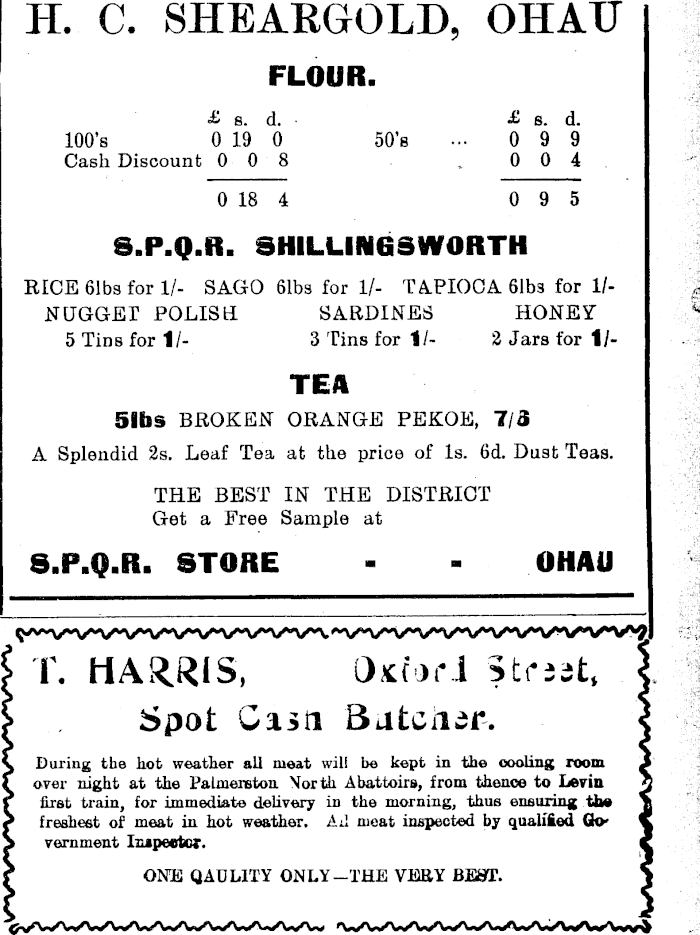 H. C. SHEARGOLD, OHAU
FLOUR.
£ s. d. £ s. d.
100's 0 19 0 50's ... 0 9 9
Cash Discount 0 0 8 0 0 4
0 18 4 0 9 5
S.P.Q.R. SHILLINGSWORTH
RICE 6lbs for 1/- SAGO 6lbs for 1/- TAPIOCA 6lbs for 1/-
NUGGET POLISH SARDINES HONEY
5 Tins for 1/- 3 Tins for 1/- 2 Jars for 1/-
TEA
5lbs BROKEN ORANGE PEKOE, 7/3
A Splendid 2s. Leaf Tea at the price of 1s. 6d. Dust Teas.
THE BEST IN THE DISTRICT
Get a Free Sample at
S.P.Q.R. STORE - - OHAU
T. HARRIS, Oxford Street,
Spot Cash Butcher.
During the hot weather all meat will be kept in the cooling room
over night at the Palmerston North Abattoirs, from thence to Levin
first train, for immediate delivery in the morning, thus ensuring the
freshest of meat in hot weather. All meat inspected by qualified Go-
vernment Inspector.
ONE QAULITY ONLY—THE VERY BEST.